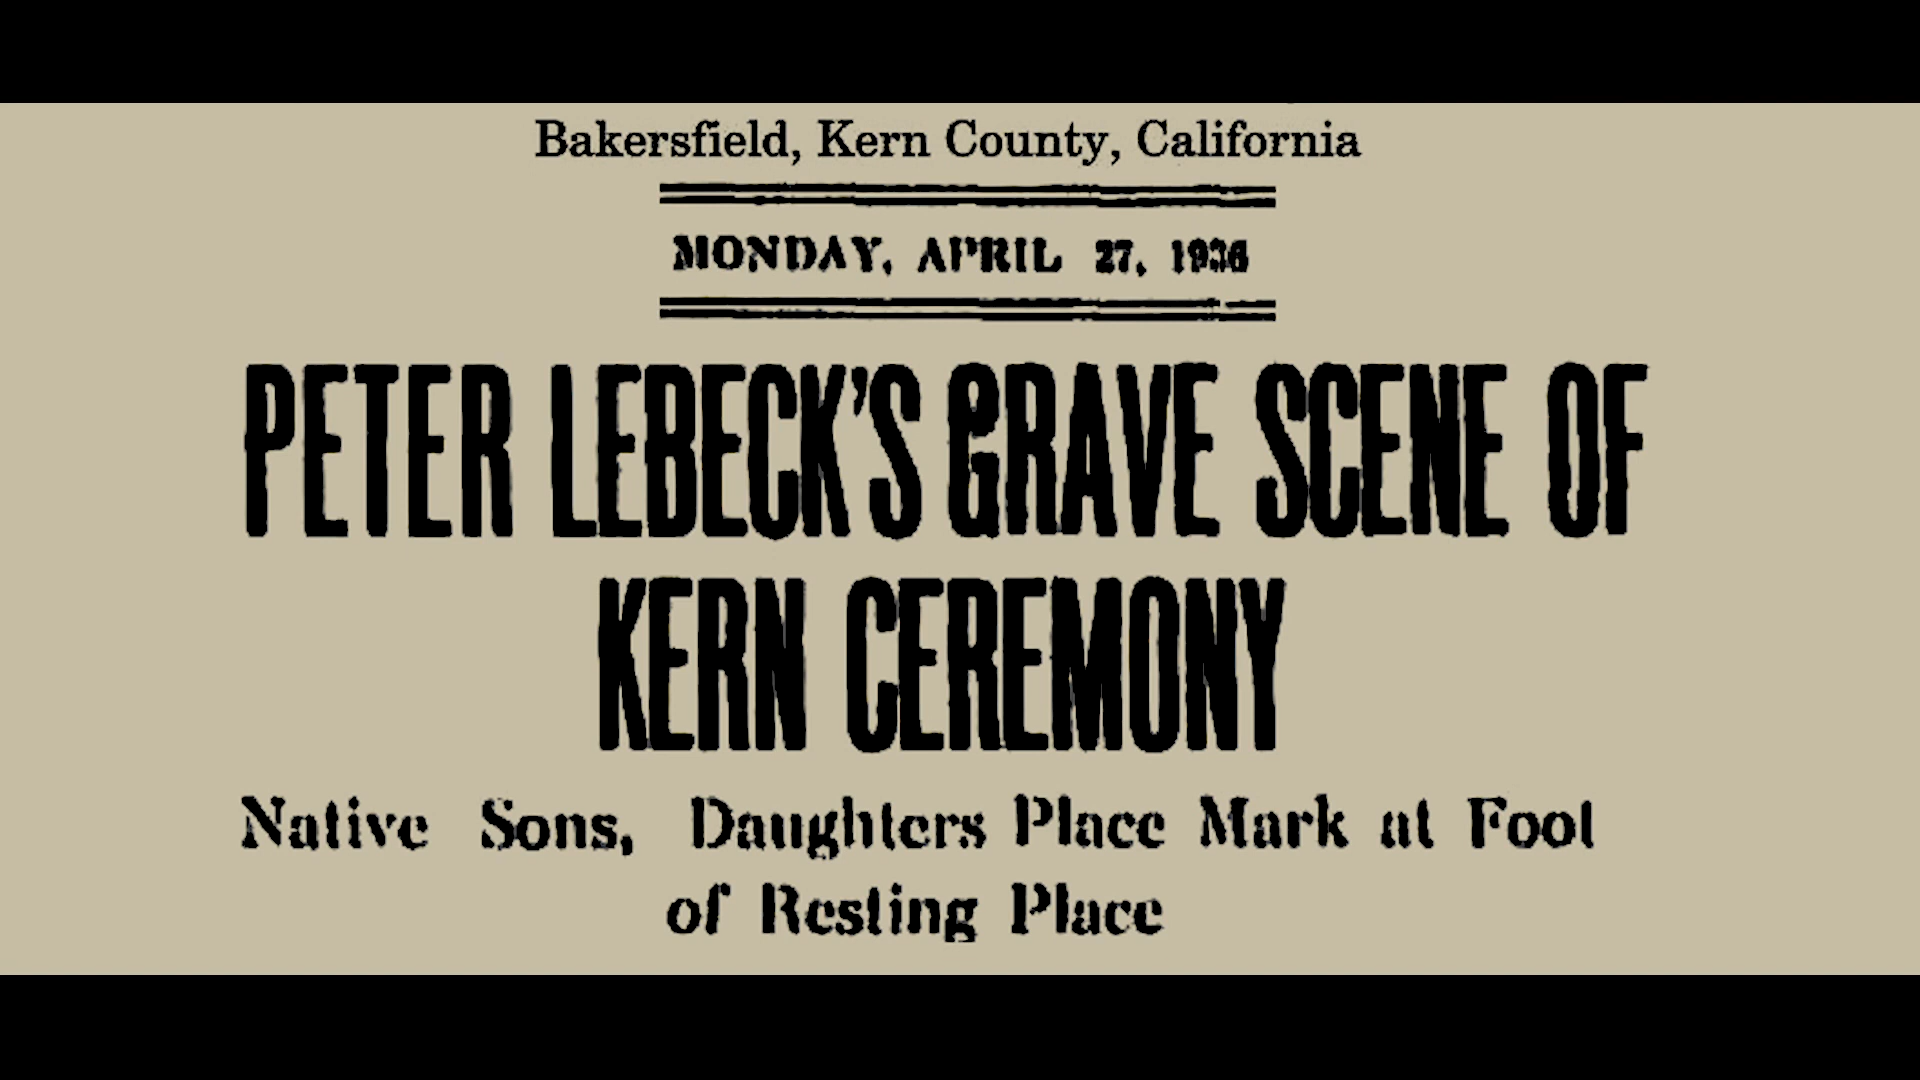 Bakersfield, Kern County, California
MONDAY, APRIL 27, 1936
PETER LEBECK'S GRAVE SCENE OF
KERN CEREMONY
Native Sons, Daughters Place Mark at Foot
of Resting Place